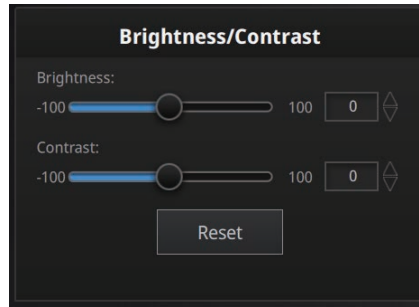 Brightness/Contrast
Brightness:
-100 100 0
Contrast:
-100 100 0
Reset